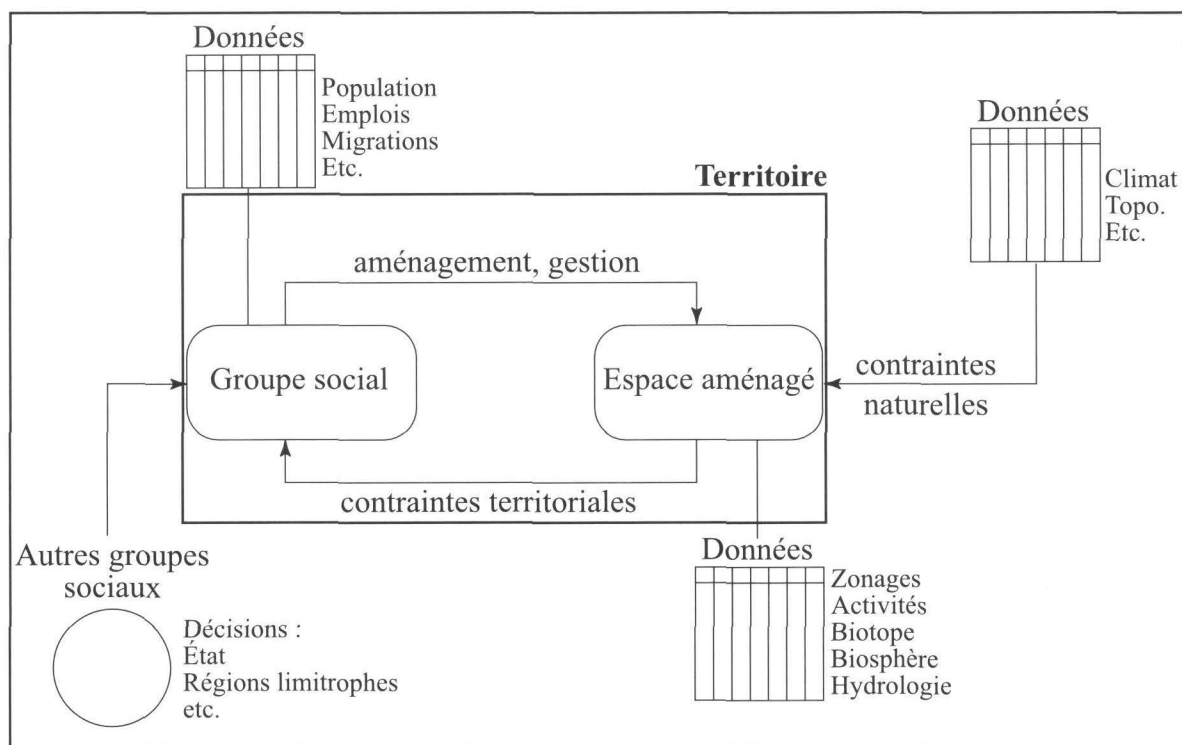 Données
Population
Emplois
Migrations
Etc.
Données
Climat
Topo.
Etc.
Territoire
aménagement, gestion
Groupe social
Espace aménagé
contraintes
naturelles
contraintes territoriales
Autres groupes
sociaux
Décisions :
État
Régions limitrophes
etc.
Données
Zonages
Activités
Biotope
Biosphère
Hydrologie